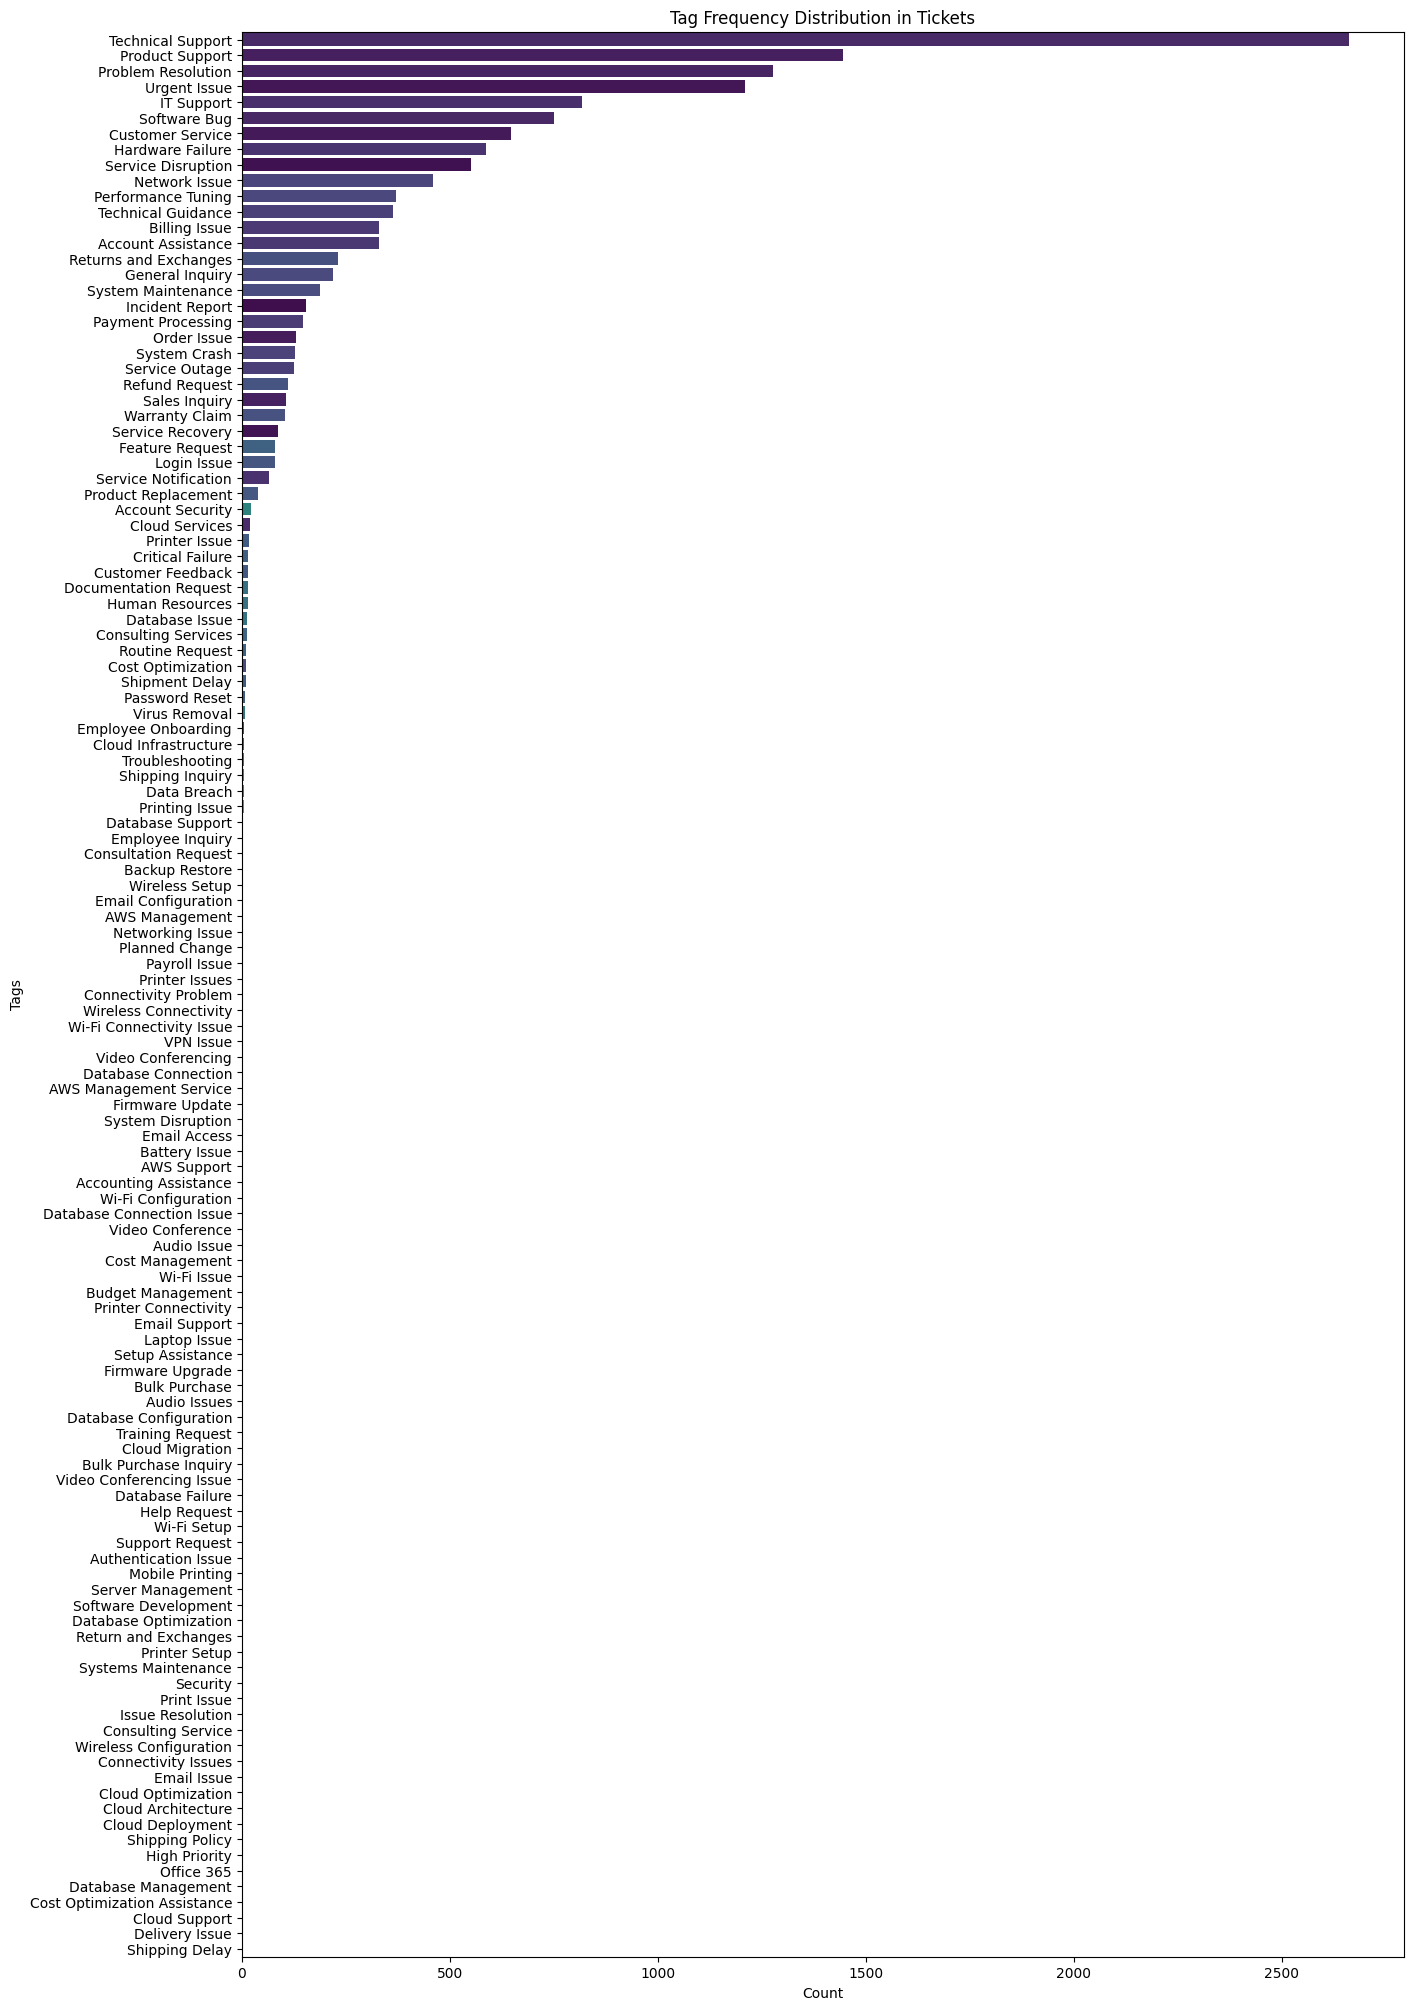 Tag Frequency Distribution in Tickets
Technical Support
Product Support
Problem Resolution
Urgent Issue
IT Support
Software Bug
Customer Service
Hardware Failure
Service Disruption
Network Issue
Performance Tuning
Technical Guidance
Billing Issue
Account Assistance
Returns and Exchanges
General Inquiry
System Maintenance
Incident Report
Payment Processing
Order Issue
System Crash
Service Outage
Refund Request
Sales Inquiry
Warranty Claim
Service Recovery
Feature Request
Login Issue
Service Notification
Product Replacement
Account Security
Cloud Services
Printer Issue
Critical Failure
Customer Feedback
Documentation Request
Human Resources
Database Issue
Consulting Services
Routine Request
Cost Optimization
Shipment Delay
Password Reset
Virus Removal
Employee Onboarding
Cloud Infrastructure
Troubleshooting
Shipping Inquiry
Data Breach
Printing Issue
Database Support
Employee Inquiry
Consultation Request
Backup Restore
Wireless Setup
Email Configuration
AWS Management
Networking Issue
Planned Change
Payroll Issue
Printer Issues
Connectivity Problem
Wireless Connectivity
Wi-Fi Connectivity Issue
VPN Issue
Video Conferencing
Database Connection
AWS Management Service
Firmware Update
System Disruption
Email Access
Battery Issue
AWS Support
Accounting Assistance
Wi-Fi Configuration
Database Connection Issue
Video Conference
Audio Issue
Cost Management
Wi-Fi Issue
Budget Management
Printer Connectivity
Email Support
Laptop Issue
Setup Assistance
Firmware Upgrade
Bulk Purchase
Audio Issues
Database Configuration
Training Request
Cloud Migration
Bulk Purchase Inquiry
Video Conferencing Issue
Database Failure
Help Request
Wi-Fi Setup
Support Request
Authentication Issue
Mobile Printing
Server Management
Software Development
Database Optimization
Return and Exchanges
Printer Setup
Systems Maintenance
Security
Print Issue
Issue Resolution
Consulting Service
Wireless Configuration
Connectivity Issues
Email Issue
Cloud Optimization
Cloud Architecture
Cloud Deployment
Shipping Policy
High Priority
Office 365
Database Management
Cost Optimization Assistance
Cloud Support
Delivery Issue
Shipping Delay
Tags
0 500 1000 1500 2000 2500
Count